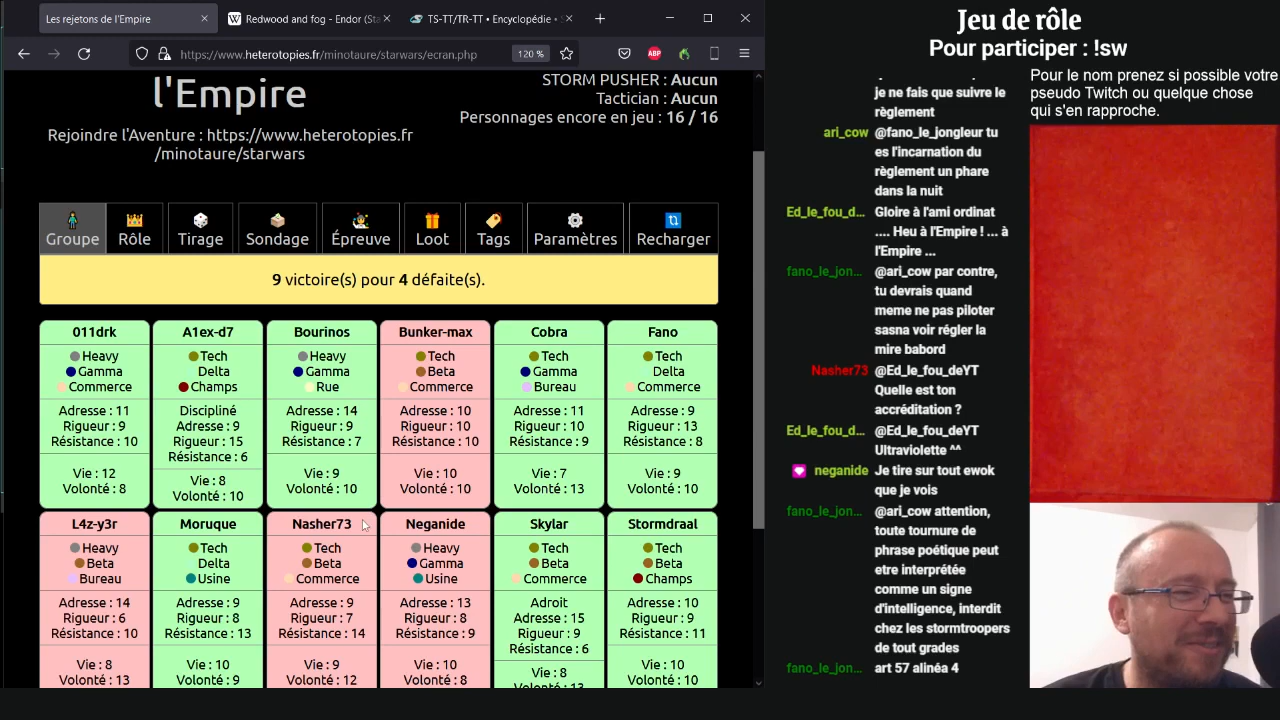 Les rejetons de l'Empire
Redwood and fog - Endor (Sta
TS-TT/TR-TT • Encyclopédie • S
https://www.heterotopies.fr/minotaure/starwars/ecran.php
120 %
ABP
l'Empire
Rejoindre l'Aventure : https://www.heterotopies.fr
/minotaure/starwars
STORM PUSHER : Aucun
Tactician : Aucun
Personnages encore en jeu : 16 / 16
Groupe
Rôle
Tirage
Sondage
Épreuve
Loot
Tags
Paramètres
Recharger
9 victoire(s) pour 4 défaite(s).
011drk
Heavy
Gamma
Commerce
Adresse : 11
Rigueur : 9
Résistance : 10
Vie : 12
Volonté : 8
A1ex-d7
Tech
Delta
Champs
Discipliné
Adresse : 9
Rigueur : 15
Résistance : 6
Vie : 8
Volonté : 10
Bourinos
Heavy
Gamma
Rue
Adresse : 14
Rigueur : 9
Résistance : 7
Vie : 9
Volonté : 10
Bunker-max
Tech
Beta
Commerce
Adresse : 10
Rigueur : 10
Résistance : 10
Vie : 10
Volonté : 10
Cobra
Tech
Gamma
Bureau
Adresse : 11
Rigueur : 10
Résistance : 9
Vie : 7
Volonté : 13
Fano
Tech
Delta
Commerce
Adresse : 9
Rigueur : 13
Résistance : 8
Vie : 9
Volonté : 10
L4z-y3r
Heavy
Beta
Bureau
Adresse : 14
Rigueur : 6
Résistance : 10
Vie : 8
Volonté : 13
Moruque
Tech
Delta
Usine
Adresse : 9
Rigueur : 8
Résistance : 13
Vie : 10
Volonté : 9
Nasher73
Tech
Beta
Commerce
Adresse : 9
Rigueur : 7
Résistance : 14
Vie : 9
Volonté : 12
Neganide
Heavy
Gamma
Usine
Adresse : 13
Rigueur : 8
Résistance : 9
Vie : 10
Volonté : 8
Skylar
Tech
Beta
Commerce
Adroit
Adresse : 15
Rigueur : 9
Résistance : 6
Vie : 8
Volonté : 13
Stormdraal
Tech
Beta
Champs
Adresse : 10
Rigueur : 9
Résistance : 11
Vie : 10
Volonté : 10
Jeu de rôle
Pour participer : !sw
je ne fais que suivre le
règlement
ari_cow @fano_le_jongleur tu
es l'incarnation du
règlement un phare
dans la nuit
Ed_le_fou_d... Gloire à l'ami ordinat
.... Heu à l'Empire ! ... à
l'Empire ...
fano_le_jon... @ari_cow par contre,
tu devrais quand
meme ne pas piloter
sasna voir régler la
mire babord
Nasher73 @Ed_le_fou_deYT
Quelle est ton
accréditation ?
Ed_le_fou_d... @Ed_le_fou_deYT
Ultraviolette ^^
neganide Je tire sur tout ewok
que je vois
fano_le_jon... @ari_cow attention,
toute tournure de
phrase poétique peut
etre interprétée
comme un signe
d'intelligence, interdit
chez les stormtroopers
de tout grades
fano_le_jon... art 57 alinéa 4
Pour le nom prenez si possible votre
pseudo Twitch ou quelque chose
qui s'en rapproche.